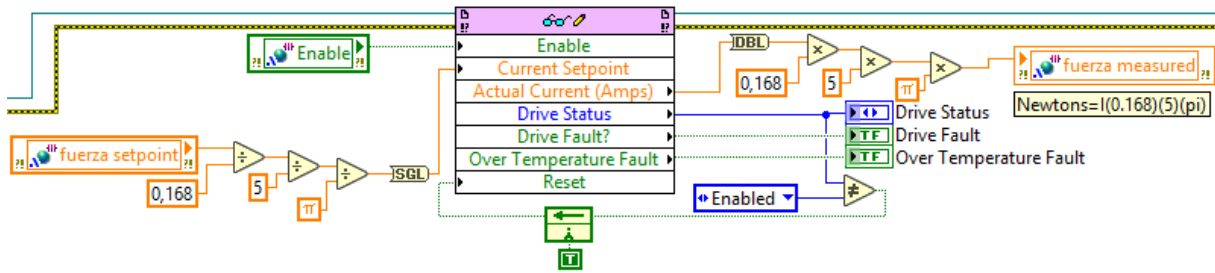 Enable
Enable
Current Setpoint
Actual Current (Amps)
Drive Status
Drive Fault?
Over Temperature Fault
Reset
fuerza setpoint
÷
÷
÷
0,168
5
π
SGL
DBL
×
×
×
0,168
5
π
fuerza measured
Newtons=I(0.168)(5)(pi)
Drive Status
TF Drive Fault
TF Over Temperature Fault
Enabled
≠
T